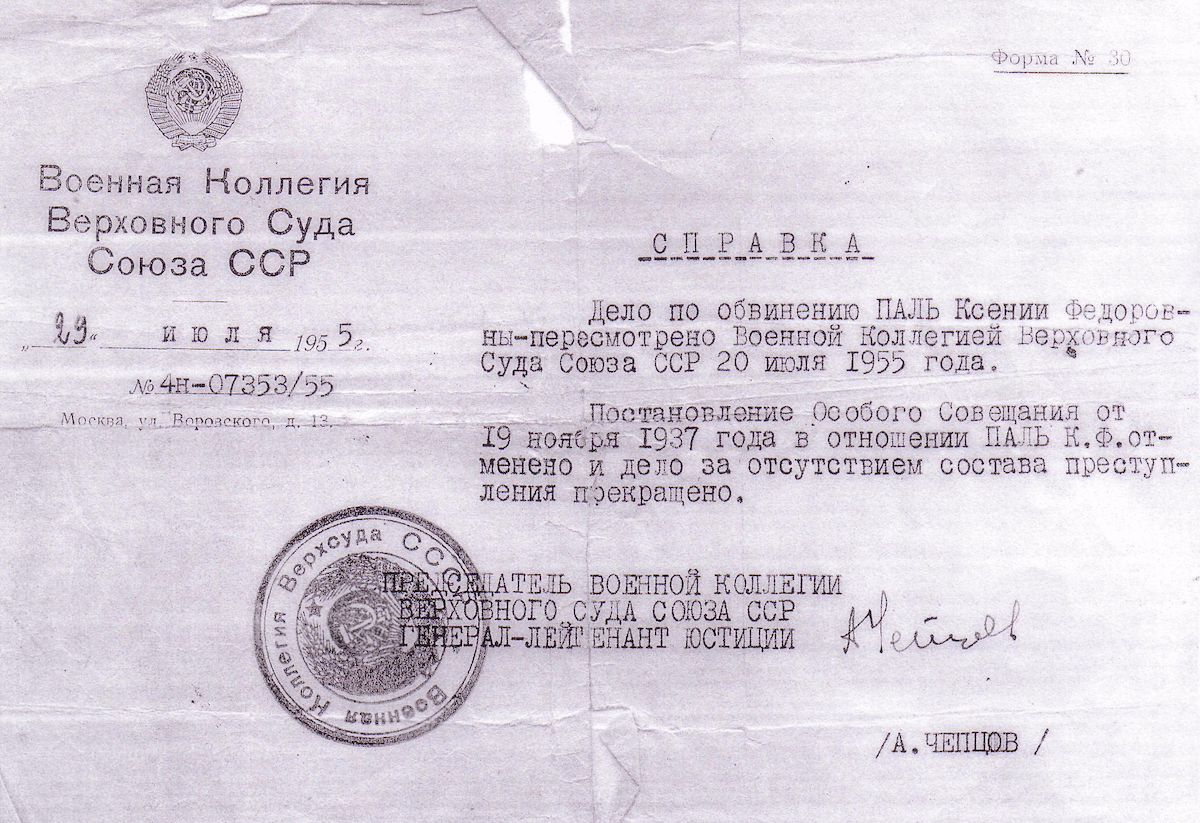 Форма № 30
Военная Коллегия
Верховного Суда
Союза ССР
„29“ июля 1955 г.
№ 4н-07353/55
Москва, ул. Воровского, д. 13.
СПРАВКА
Дело по обвинению ПАЛЬ Ксении Федоров-
ны-пересмотрено Военной Коллегией Верховного
Суда Союза ССР 20 июля 1955 года.
Постановление Особого Совещания от
19 ноября 1937 года в отношении ПАЛЬ К.Ф.от-
менено и дело за отсутствием состава преступ-
ления прекращено.
Военная Коллегия Верхсуда СССР
ПРЕДСЕДАТЕЛЬ ВОЕННОЙ КОЛЛЕГИИ
ВЕРХОВНОГО СУДА СОЮЗА ССР
ГЕНЕРАЛ-ЛЕЙТЕНАНТ ЮСТИЦИИ
А Чепцов
/А.ЧЕПЦОВ /